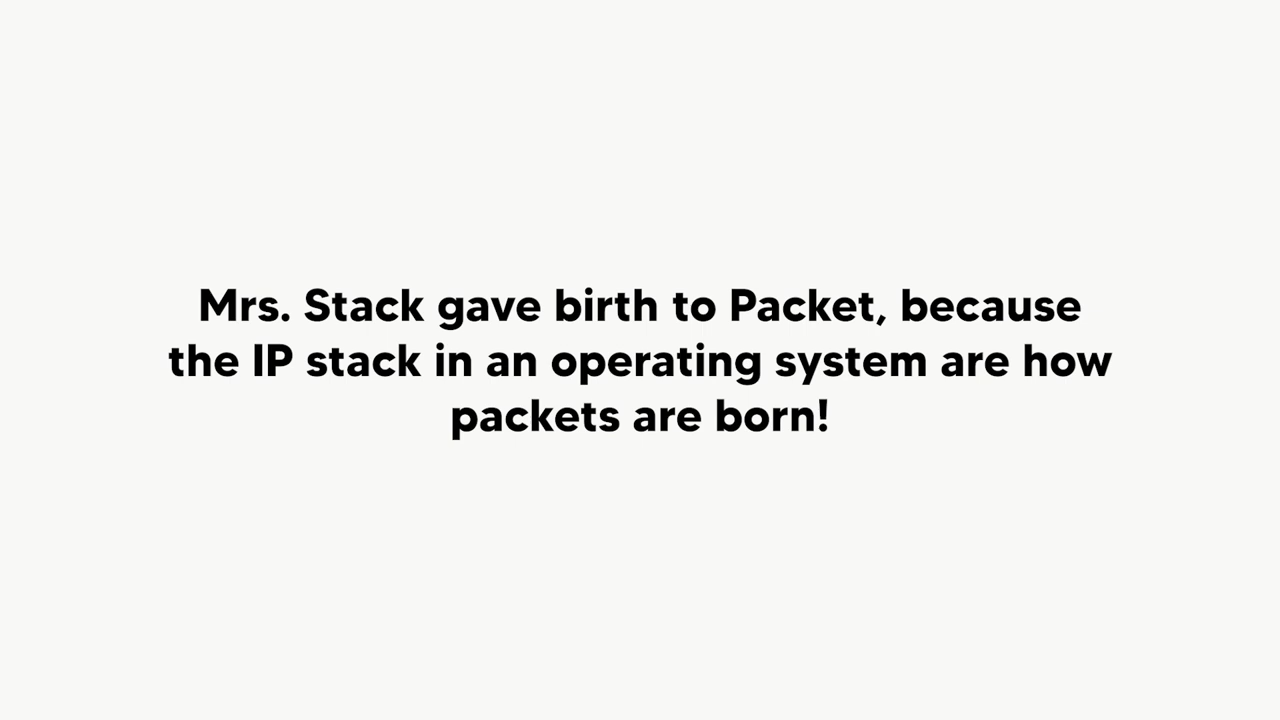 Mrs. Stack gave birth to Packet, because
the IP stack in an operating system are how
packets are born!